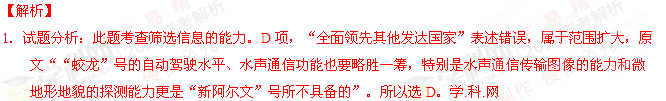 【解析】
1. 试题分析：此题考查筛选信息的能力。D 项，“全面领先其他发达国家”表述错误，属于范围扩大，原
文““蛟龙”号的自动驾驶水平、水声通信功能也要略胜一筹，特别是水声通信传输图像的能力和微
地形地貌的探测能力更是“新阿尔文”号所不具备的”。所以选 D。学.科.网